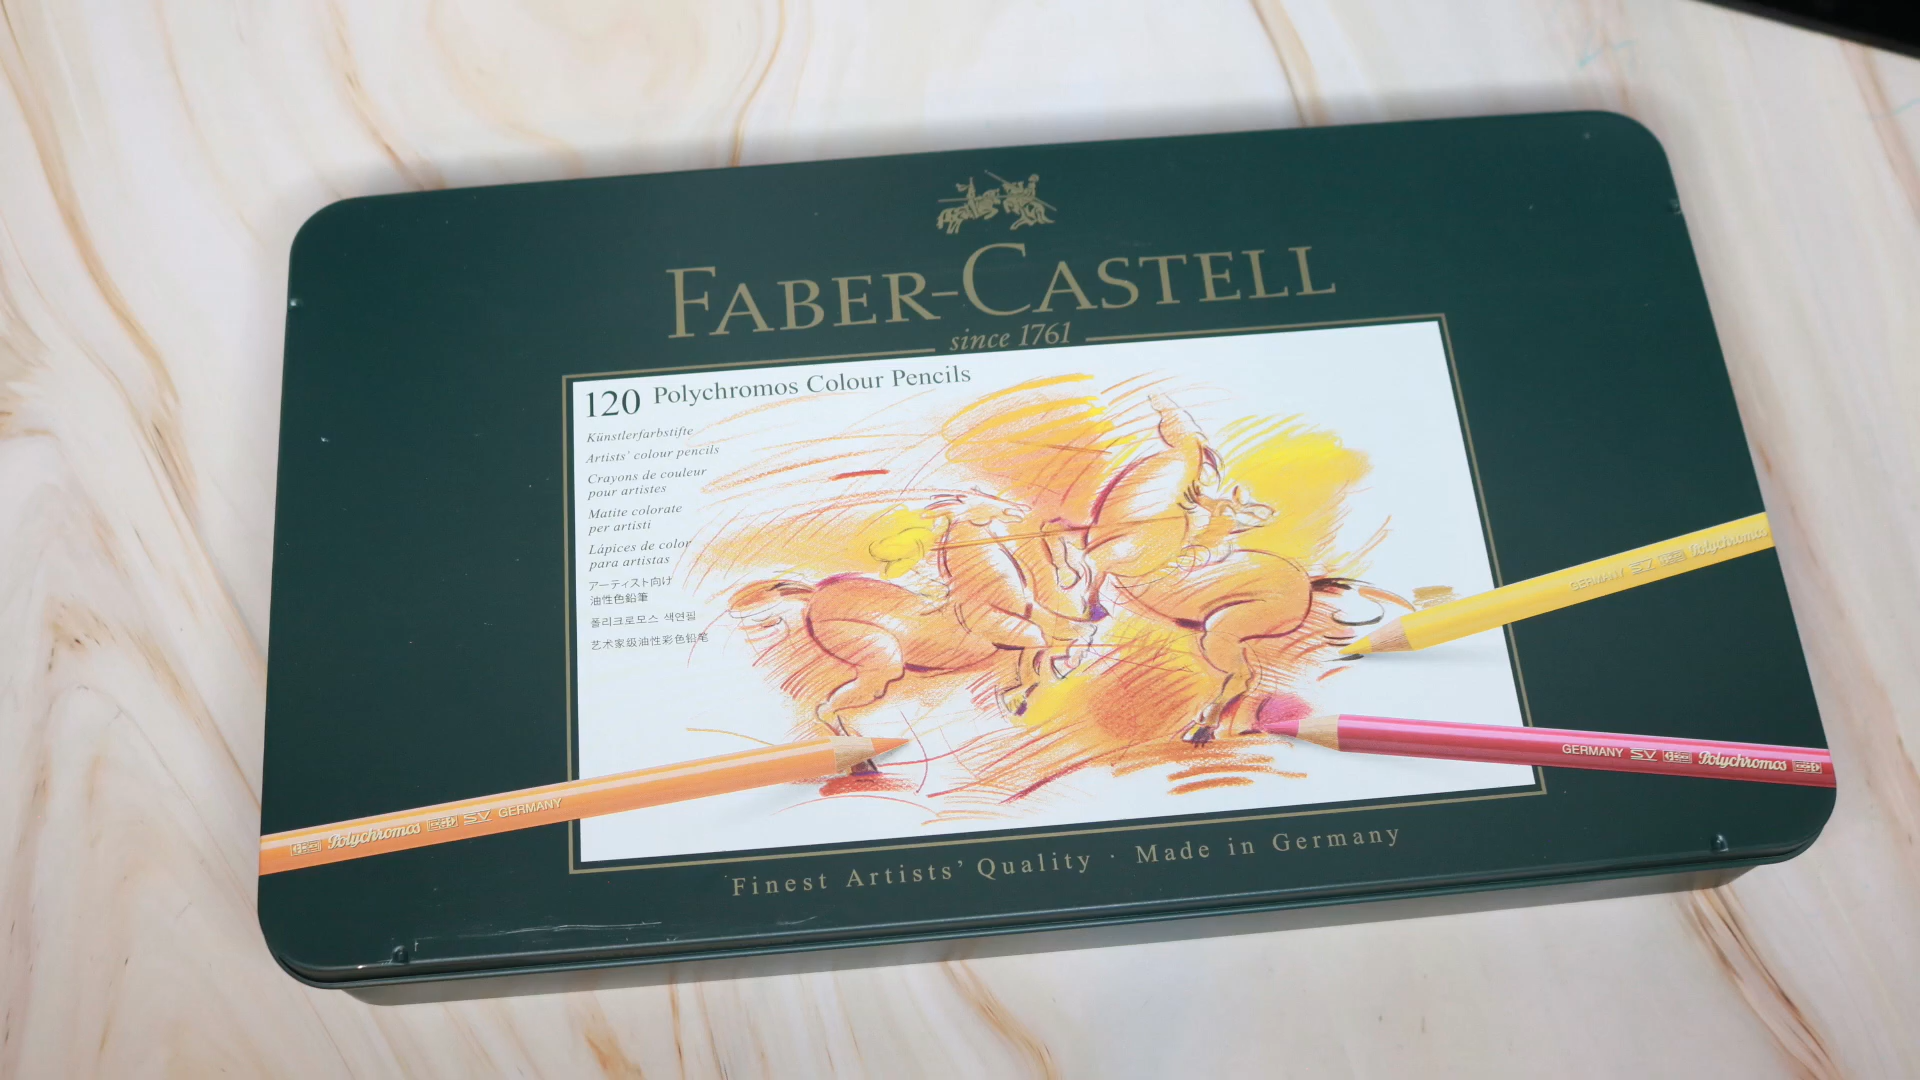 FABER-CASTELL
since 1761
120 Polychromos Colour Pencils
Künstlerfarbstifte
Artists' colour pencils
Crayons de couleur
pour artistes
Matite colorate
per artisti
Lápices de color
para artistas
アーティスト向け
油性色鉛筆
폴리크로모스 색연필
艺术家级油性彩色铅笔
GERMANY SV Polychromos
GERMANY SV Polychromos
Polychromos SV GERMANY
Finest Artists' Quality · Made in Germany